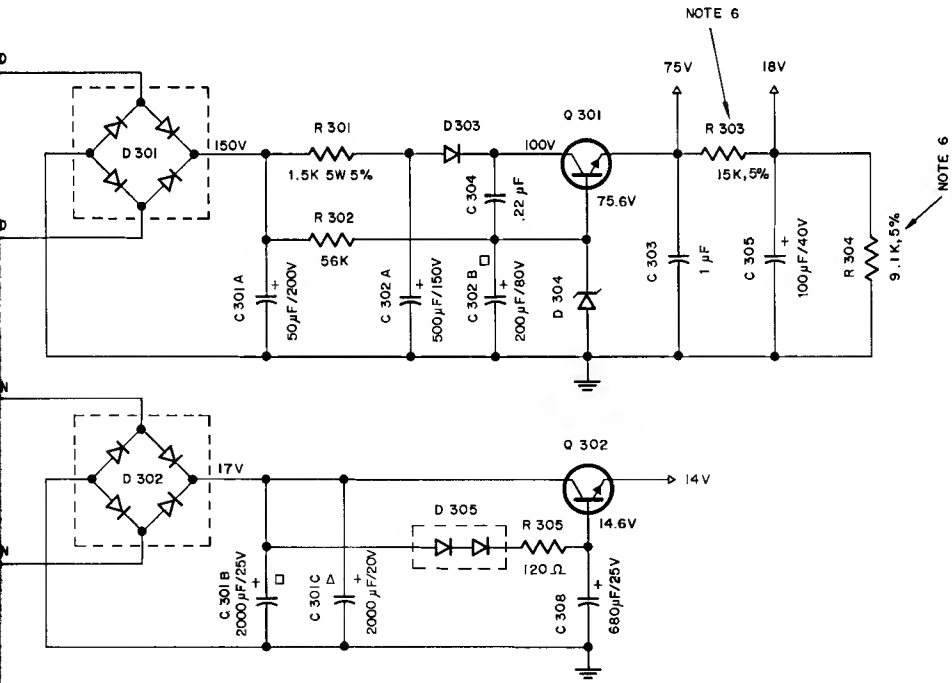 NOTE 6
75V
18V
Q 301
R 303
D 301
150V
R 301
D 303
100V
1.5K 5W 5%
15K, 5%
C 304
.22 µF
75.6V
NOTE 6
R 302
56K
C 301 A
50µF/200V
+
C 302 A
500µF/150V
+
C 302 B
200µF/80V
+
D 304
C 303
1 µF
C 305
100µF/40V
+
R 304
9.1K, 5%
N
D 302
17V
Q 302
14V
D 305
R 305
14.6V
120 Ω
C 301 B
2000µF/25V
+
C 301C
2000µF/20V
+
C 308
680µF/25V
+
N